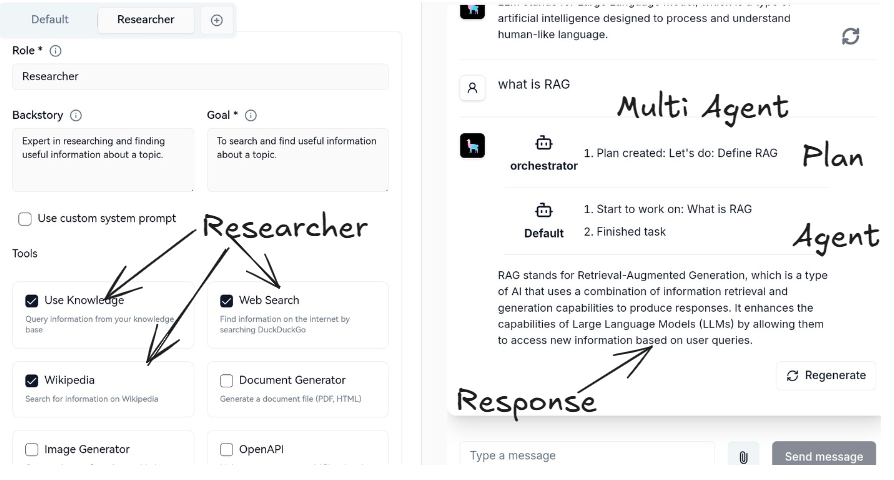 Default
Researcher
Role *
Researcher
Backstory
Goal *
Expert in researching and finding
useful information about a topic.
To search and find useful information
about a topic.
Use custom system prompt
Researcher
Tools
Use Knowledge
Query information from your knowledge
base
Web Search
Find information on the internet by
searching DuckDuckGo
Wikipedia
Search for information on Wikipedia
Document Generator
Generate a document file (PDF, HTML)
Image Generator
OpenAPI
artificial intelligence designed to process and understand
human-like language.
what is RAG
Multi Agent
orchestrator
1. Plan created: Let's do: Define RAG
Plan
Default
1. Start to work on: What is RAG
2. Finished task
Agent
RAG stands for Retrieval-Augmented Generation, which is a type
of AI that uses a combination of information retrieval and
generation capabilities to produce responses. It enhances the
capabilities of Large Language Models (LLMs) by allowing them
to access new information based on user queries.
Regenerate
Response
Type a message
Send message